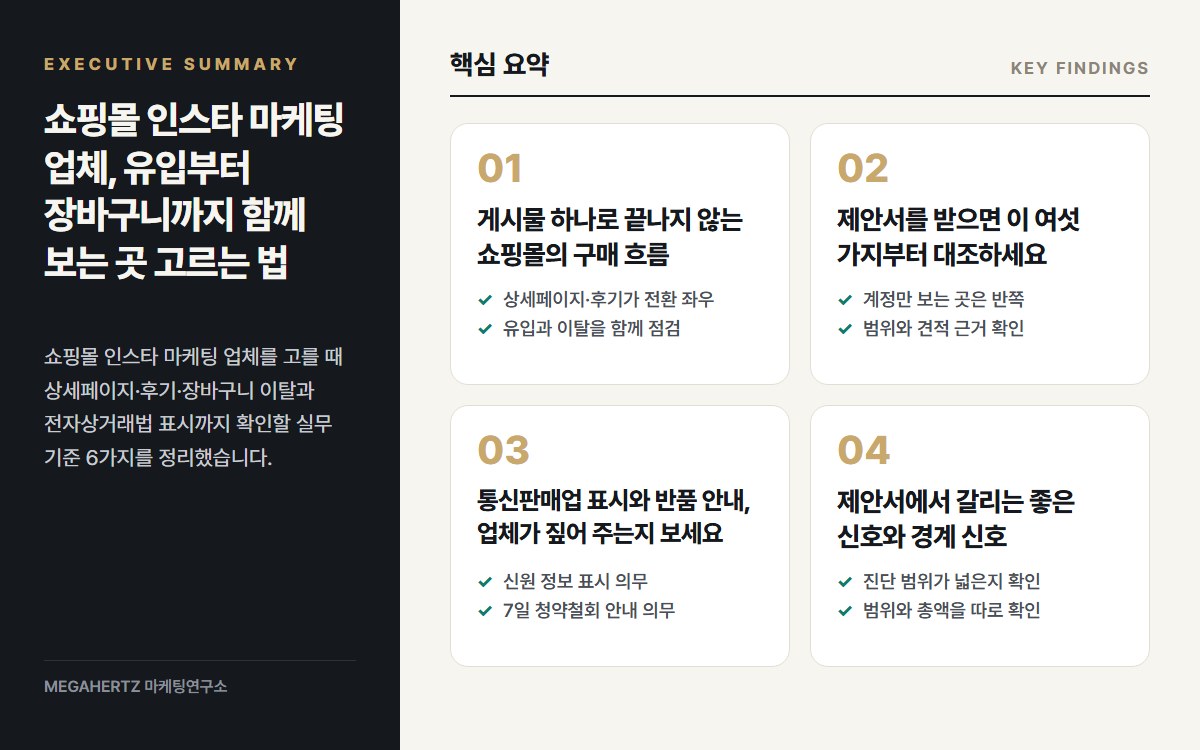 EXECUTIVE SUMMARY
쇼핑몰 인스타 마케팅
업체, 유입부터
장바구니까지 함께
보는 곳 고르는 법
쇼핑몰 인스타 마케팅 업체를 고를 때
상세페이지·후기·장바구니 이탈과
전자상거래법 표시까지 확인할 실무
기준 6가지를 정리했습니다.
MEGAHERTZ 마케팅연구소
핵심 요약
KEY FINDINGS
01
게시물 하나로 끝나지 않는
쇼핑몰의 구매 흐름
✓ 상세페이지·후기가 전환 좌우
✓ 유입과 이탈을 함께 점검
02
제안서를 받으면 이 여섯
가지부터 대조하세요
✓ 계정만 보는 곳은 반쪽
✓ 범위와 견적 근거 확인
03
통신판매업 표시와 반품 안내,
업체가 짚어 주는지 보세요
✓ 신원 정보 표시 의무
✓ 7일 청약철회 안내 의무
04
제안서에서 갈리는 좋은
신호와 경계 신호
✓ 진단 범위가 넓은지 확인
✓ 범위와 총액을 따로 확인